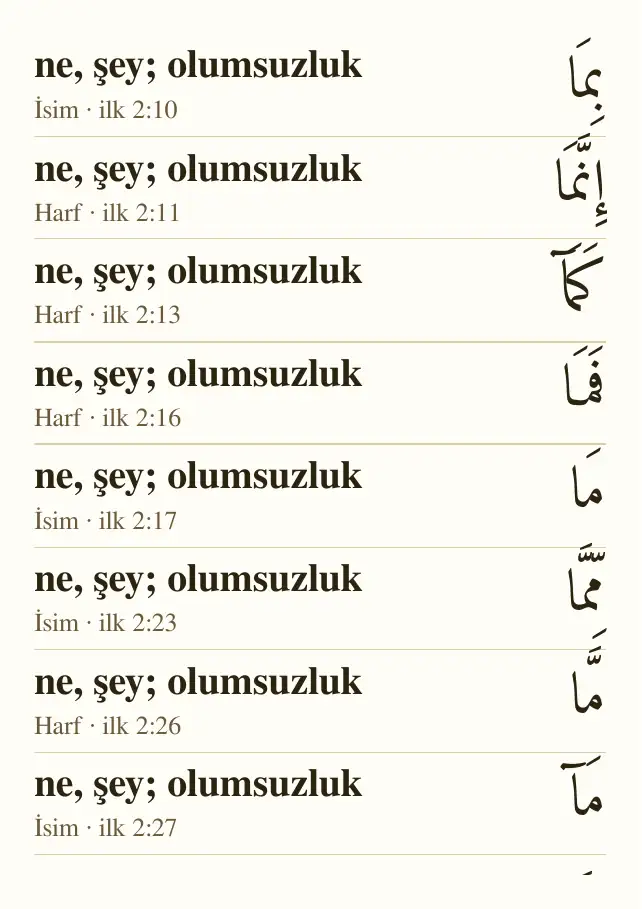 ne, şey; olumsuzluk بِمَا
İsim · ilk 2:10
ne, şey; olumsuzluk إِنَّمَا
Harf · ilk 2:11
ne, şey; olumsuzluk كَمَآ
Harf · ilk 2:13
ne, şey; olumsuzluk فَمَا
Harf · ilk 2:16
ne, şey; olumsuzluk مَا
İsim · ilk 2:17
ne, şey; olumsuzluk مِّمَّا
İsim · ilk 2:23
ne, şey; olumsuzluk مَّا
Harf · ilk 2:26
ne, şey; olumsuzluk مَآ
İsim · ilk 2:27